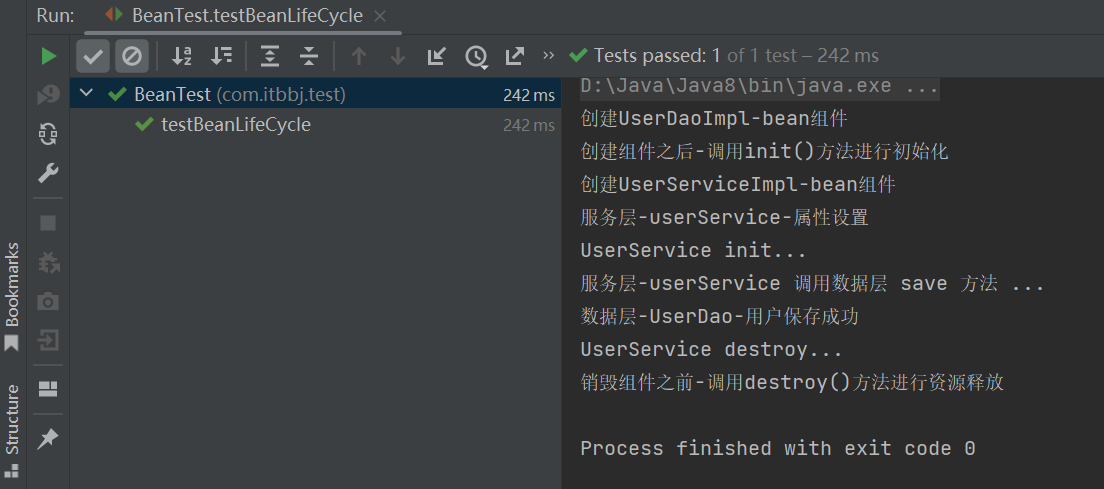 Run: BeanTest.testBeanLifeCycle
Tests passed: 1 of 1 test – 242 ms
BeanTest (com.itbbj.test) 242 ms
testBeanLifeCycle 242 ms
D:\Java\Java8\bin\java.exe ...
创建UserDaoImpl-bean组件
创建组件之后-调用init()方法进行初始化
创建UserServiceImpl-bean组件
服务层-userService-属性设置
UserService init...
服务层-userService 调用数据层 save 方法 ...
数据层-UserDao-用户保存成功
UserService destroy...
销毁组件之前-调用destroy()方法进行资源释放
Process finished with exit code 0
Bookmarks
Structure